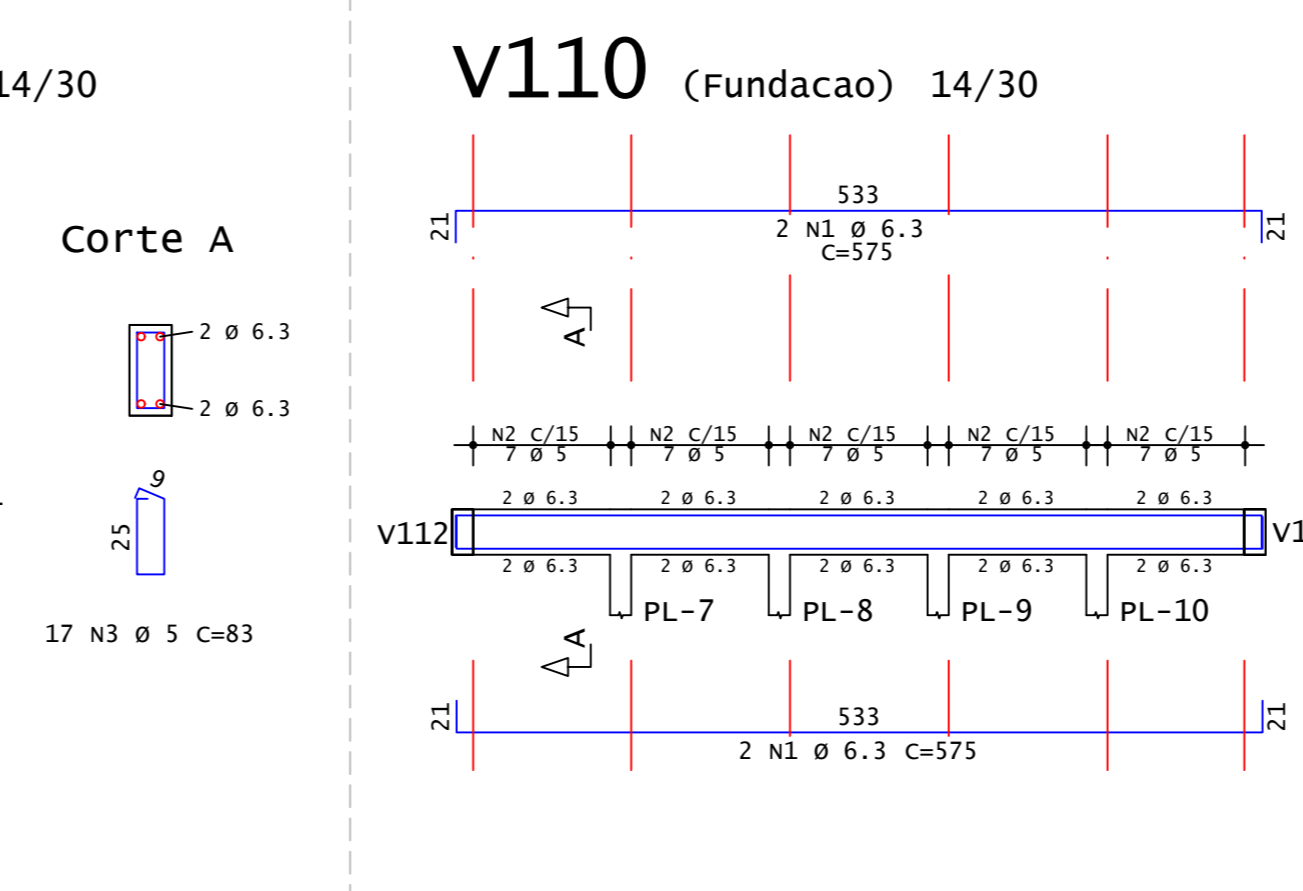 14/30
Corte A
2 Ø 6.3
2 Ø 6.3
9
25
17 N3 Ø 5 C=83
V110 (Fundacao) 14/30
533
21
21
2 N1 Ø 6.3
C=575
A
N2 C/15 N2 C/15 N2 C/15 N2 C/15 N2 C/15
7 Ø 5 7 Ø 5 7 Ø 5 7 Ø 5 7 Ø 5
2 Ø 6.3 2 Ø 6.3 2 Ø 6.3 2 Ø 6.3 2 Ø 6.3
V112
2 Ø 6.3 2 Ø 6.3 2 Ø 6.3 2 Ø 6.3 2 Ø 6.3
PL-7 PL-8 PL-9 PL-10
A
533
21
21
2 N1 Ø 6.3 C=575